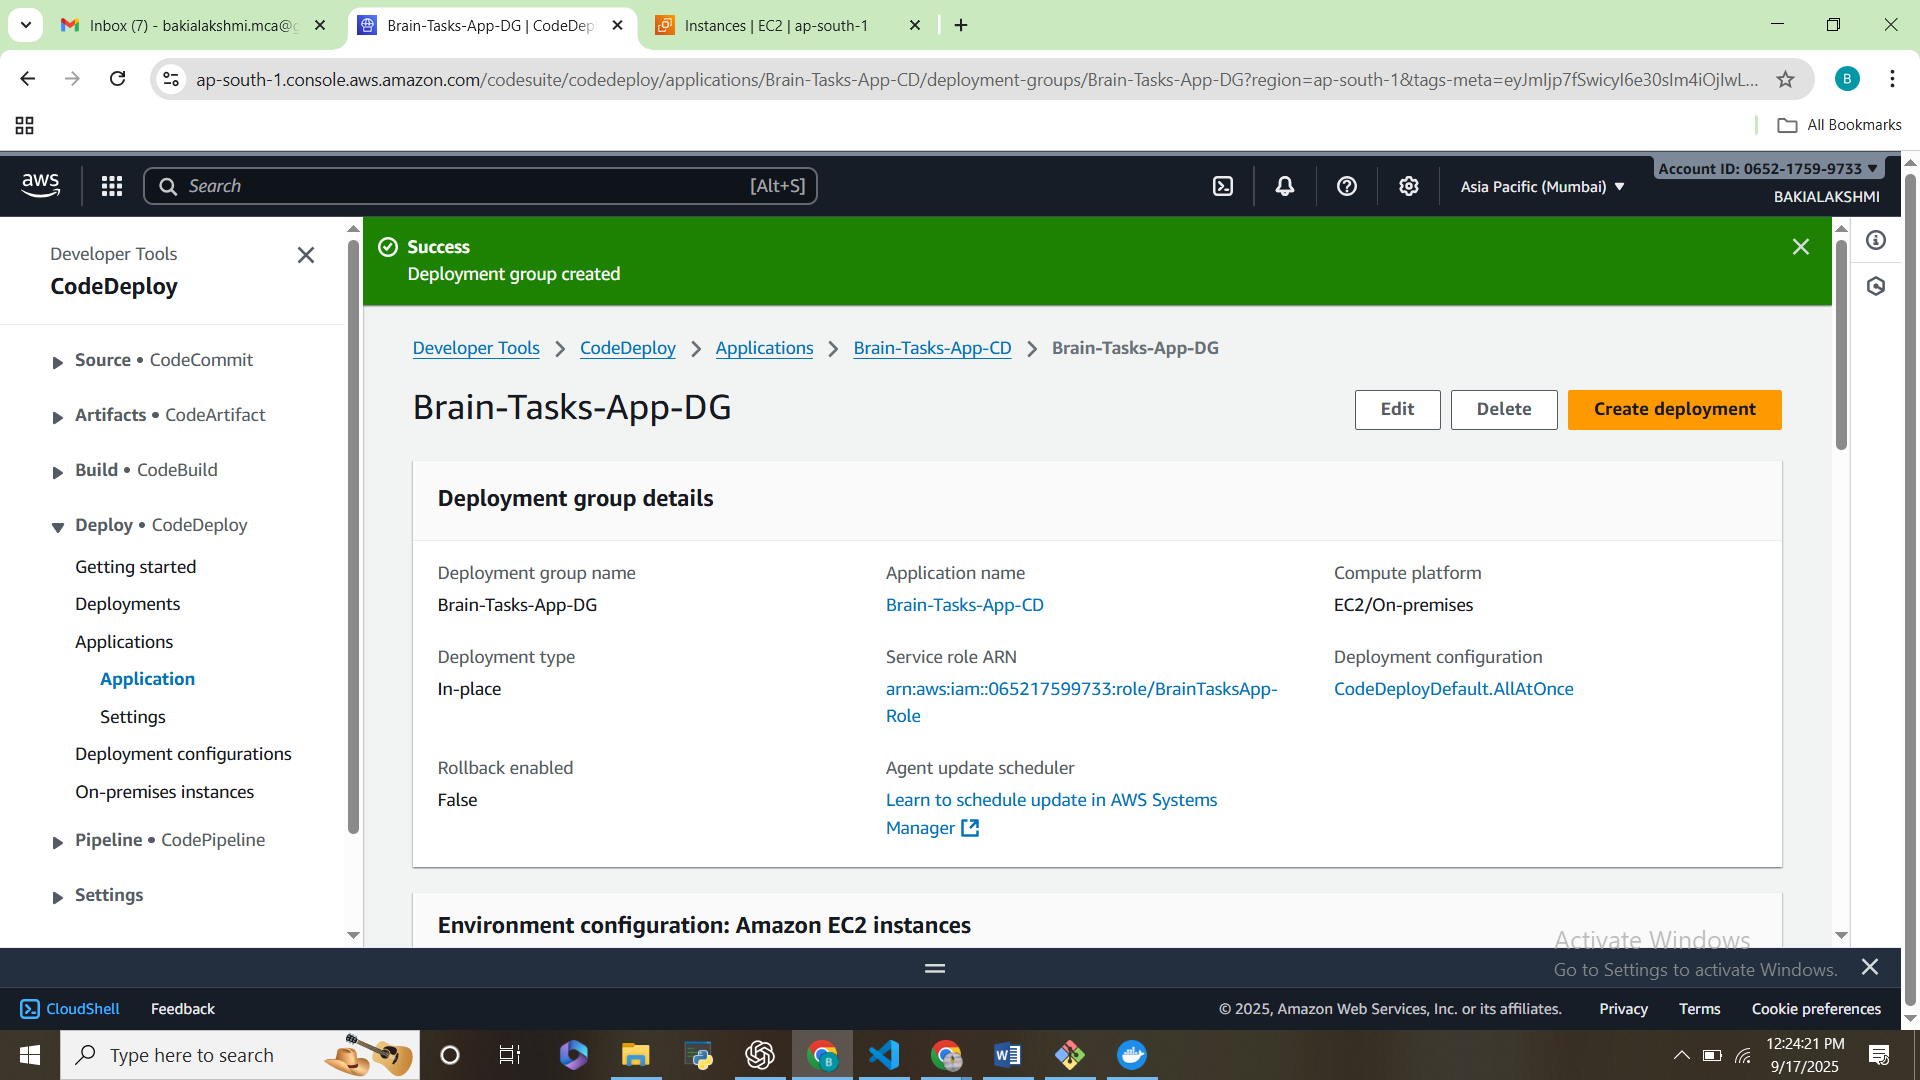 Inbox (7) - bakialakshmi.mca@g
Brain-Tasks-App-DG | CodeDep
Instances | EC2 | ap-south-1
ap-south-1.console.aws.amazon.com/codesuite/codedeploy/applications/Brain-Tasks-App-CD/deployment-groups/Brain-Tasks-App-DG?region=ap-south-1&tags-meta=eyJmIjp7fSwicyI6e30sIm4iOjIwL...
B
All Bookmarks
aws
Search
[Alt+S]
Asia Pacific (Mumbai)
Account ID: 0652-1759-9733
BAKIALAKSHMI
Developer Tools
CodeDeploy
Source • CodeCommit
Artifacts • CodeArtifact
Build • CodeBuild
Deploy • CodeDeploy
Getting started
Deployments
Applications
Application
Settings
Deployment configurations
On-premises instances
Pipeline • CodePipeline
Settings
Success
Deployment group created
Developer Tools > CodeDeploy > Applications > Brain-Tasks-App-CD > Brain-Tasks-App-DG
Brain-Tasks-App-DG
Edit
Delete
Create deployment
Deployment group details
Deployment group name
Brain-Tasks-App-DG
Application name
Brain-Tasks-App-CD
Compute platform
EC2/On-premises
Deployment type
In-place
Service role ARN
arn:aws:iam::065217599733:role/BrainTasksApp-
Role
Deployment configuration
CodeDeployDefault.AllAtOnce
Rollback enabled
False
Agent update scheduler
Learn to schedule update in AWS Systems
Manager
Environment configuration: Amazon EC2 instances
Activate Windows
Go to Settings to activate Windows.
CloudShell
Feedback
© 2025, Amazon Web Services, Inc. or its affiliates.
Privacy
Terms
Cookie preferences
Type here to search
12:24:21 PM
9/17/2025